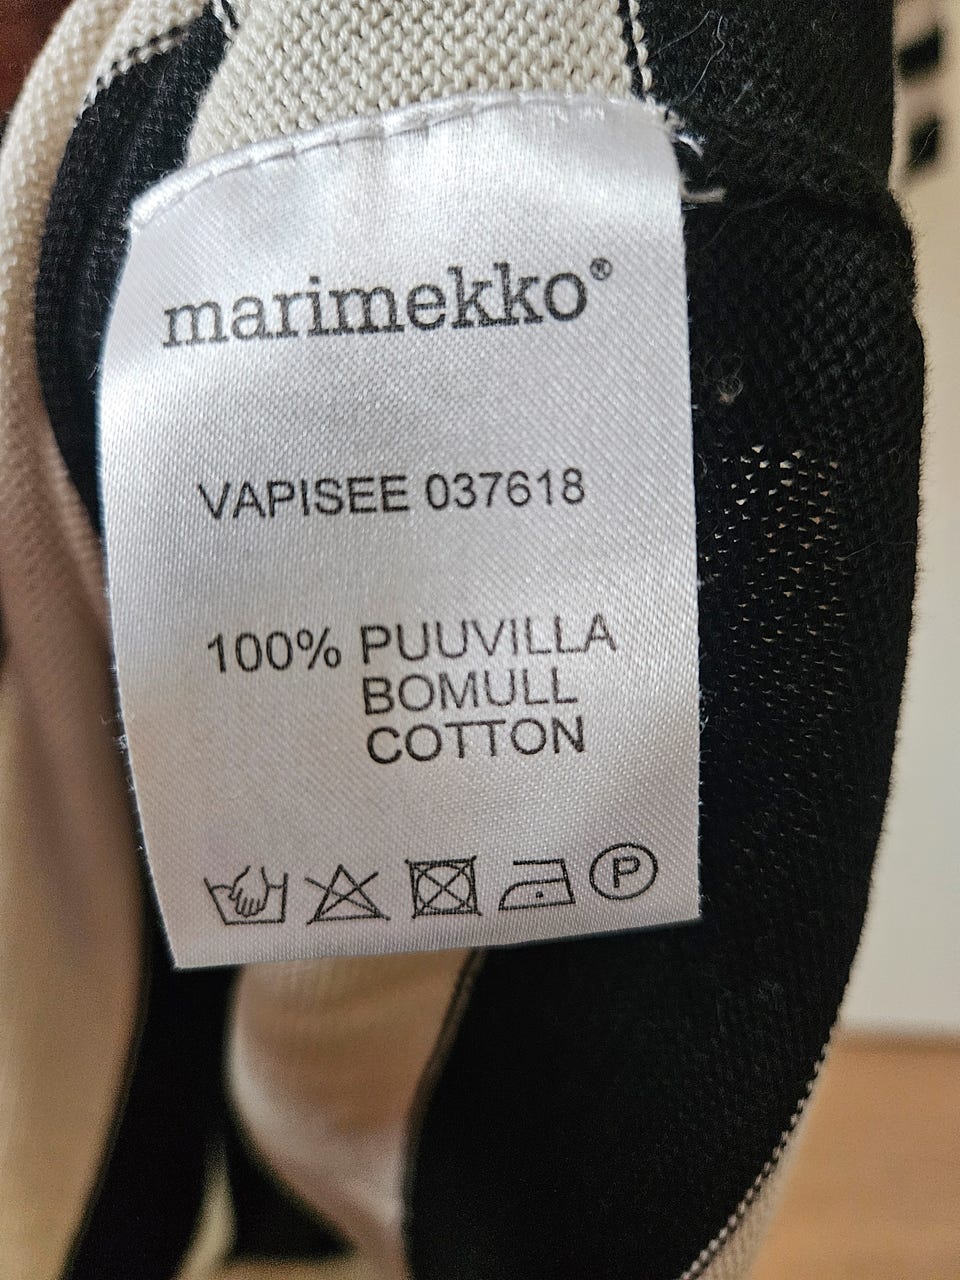 marimekko®
VAPISEE 037618
100% PUUVILLA
BOMULL
COTTON
P